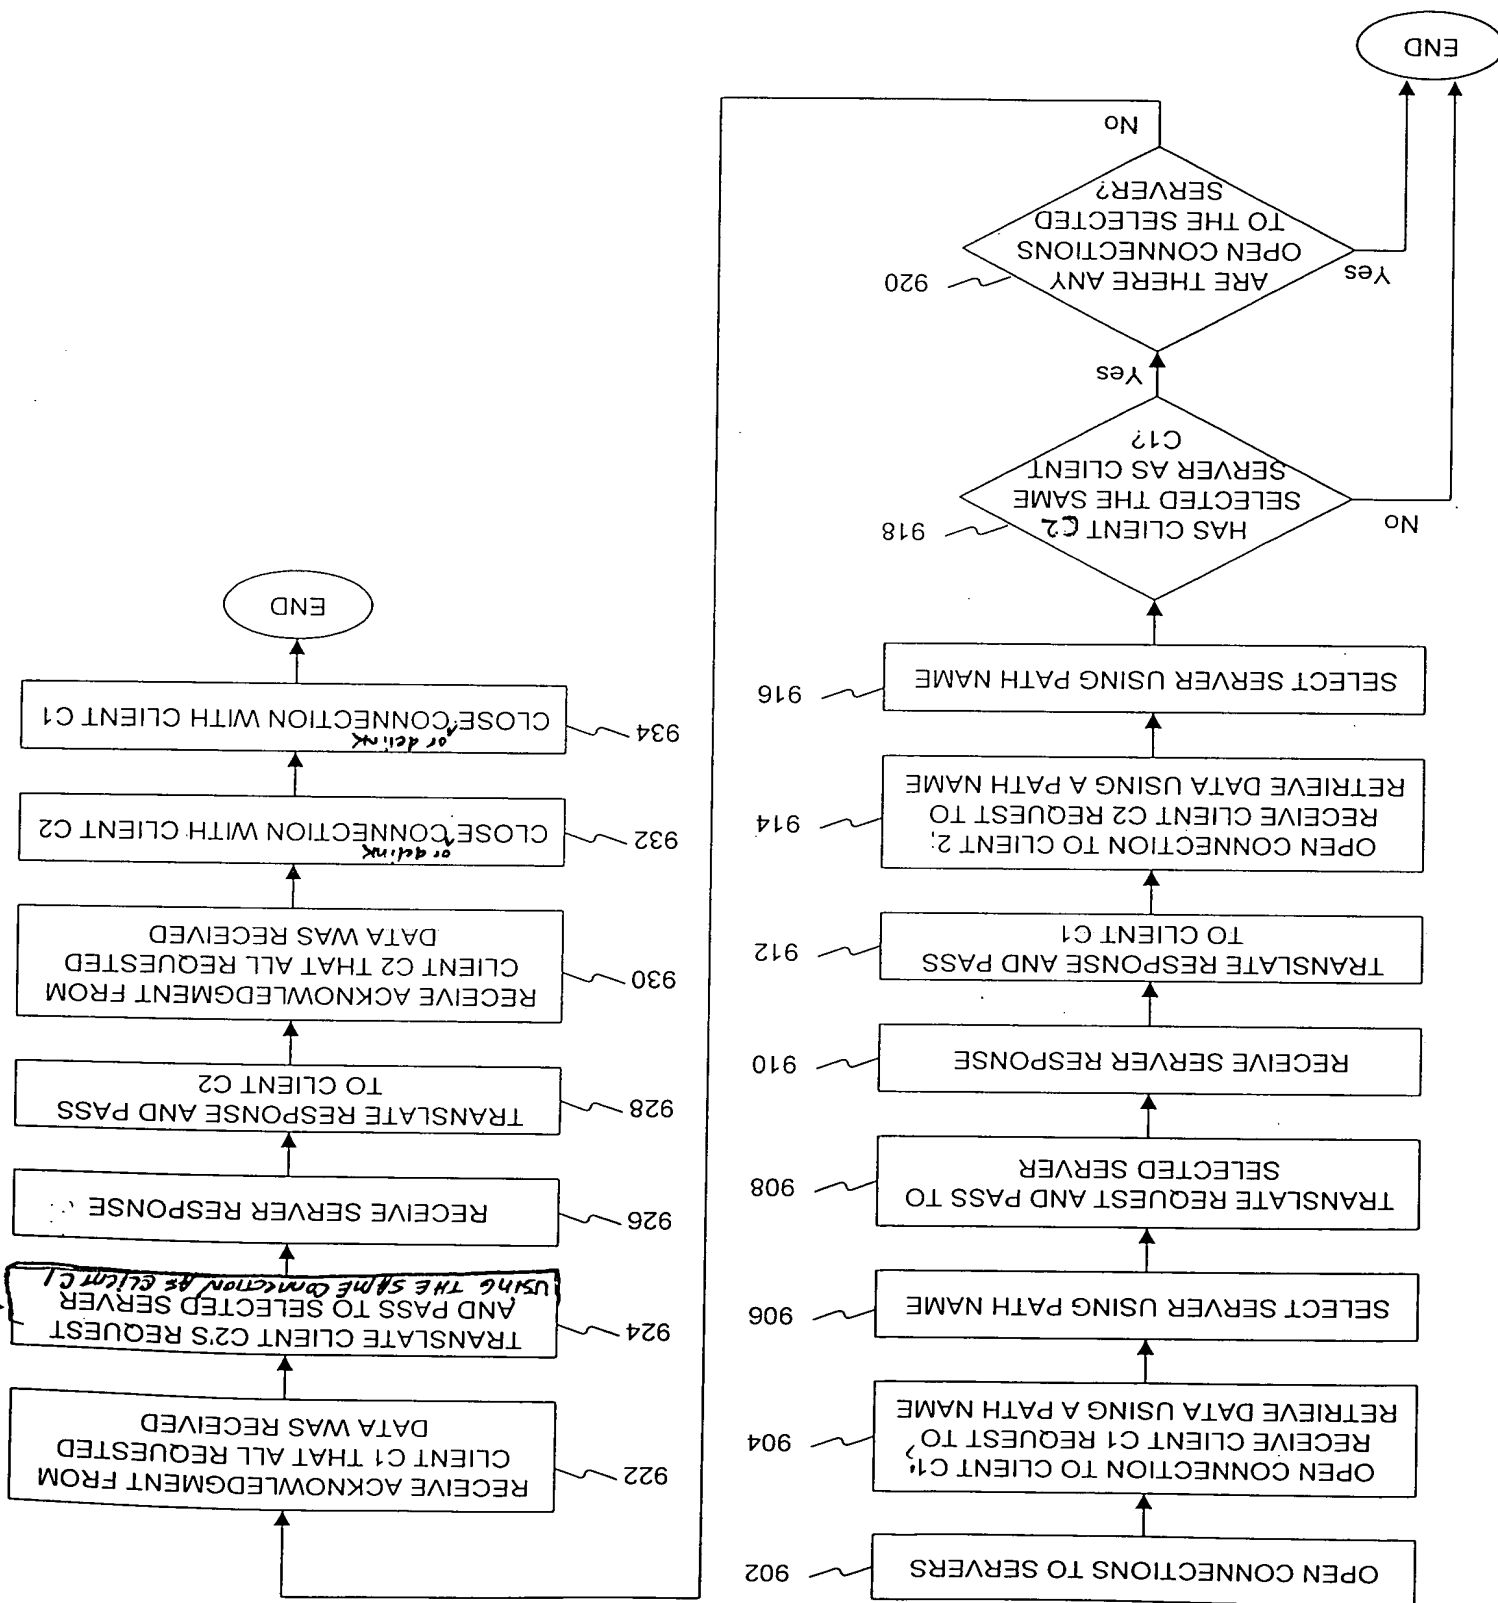 902
OPEN CONNECTIONS TO SERVERS
904
OPEN CONNECTION TO CLIENT C1;
RECEIVE CLIENT C1 REQUEST TO
RETRIEVE DATA USING A PATH NAME
906
SELECT SERVER USING PATH NAME
908
TRANSLATE REQUEST AND PASS TO
SELECTED SERVER
910
RECEIVE SERVER RESPONSE
912
TRANSLATE RESPONSE AND PASS
TO CLIENT C1
914
OPEN CONNECTION TO CLIENT 2;
RECEIVE CLIENT C2 REQUEST TO
RETRIEVE DATA USING A PATH NAME
916
SELECT SERVER USING PATH NAME
918
HAS CLIENT C2
SELECTED THE SAME
SERVER AS CLIENT
C1?
No
Yes
920
ARE THERE ANY
OPEN CONNECTIONS
TO THE SELECTED
SERVER?
Yes
No
END
922
RECEIVE ACKNOWLEDGMENT FROM
CLIENT C1 THAT ALL REQUESTED
DATA WAS RECEIVED
924
TRANSLATE CLIENT C2'S REQUEST
AND PASS TO SELECTED SERVER
USING THE SAME CONNECTION AS CLIENT C1
926
RECEIVE SERVER RESPONSE
928
TRANSLATE RESPONSE AND PASS
TO CLIENT C2
930
RECEIVE ACKNOWLEDGMENT FROM
CLIENT C2 THAT ALL REQUESTED
DATA WAS RECEIVED
932
or delink
CLOSE CONNECTION WITH CLIENT C2
934
or delink
CLOSE CONNECTION WITH CLIENT C1
END